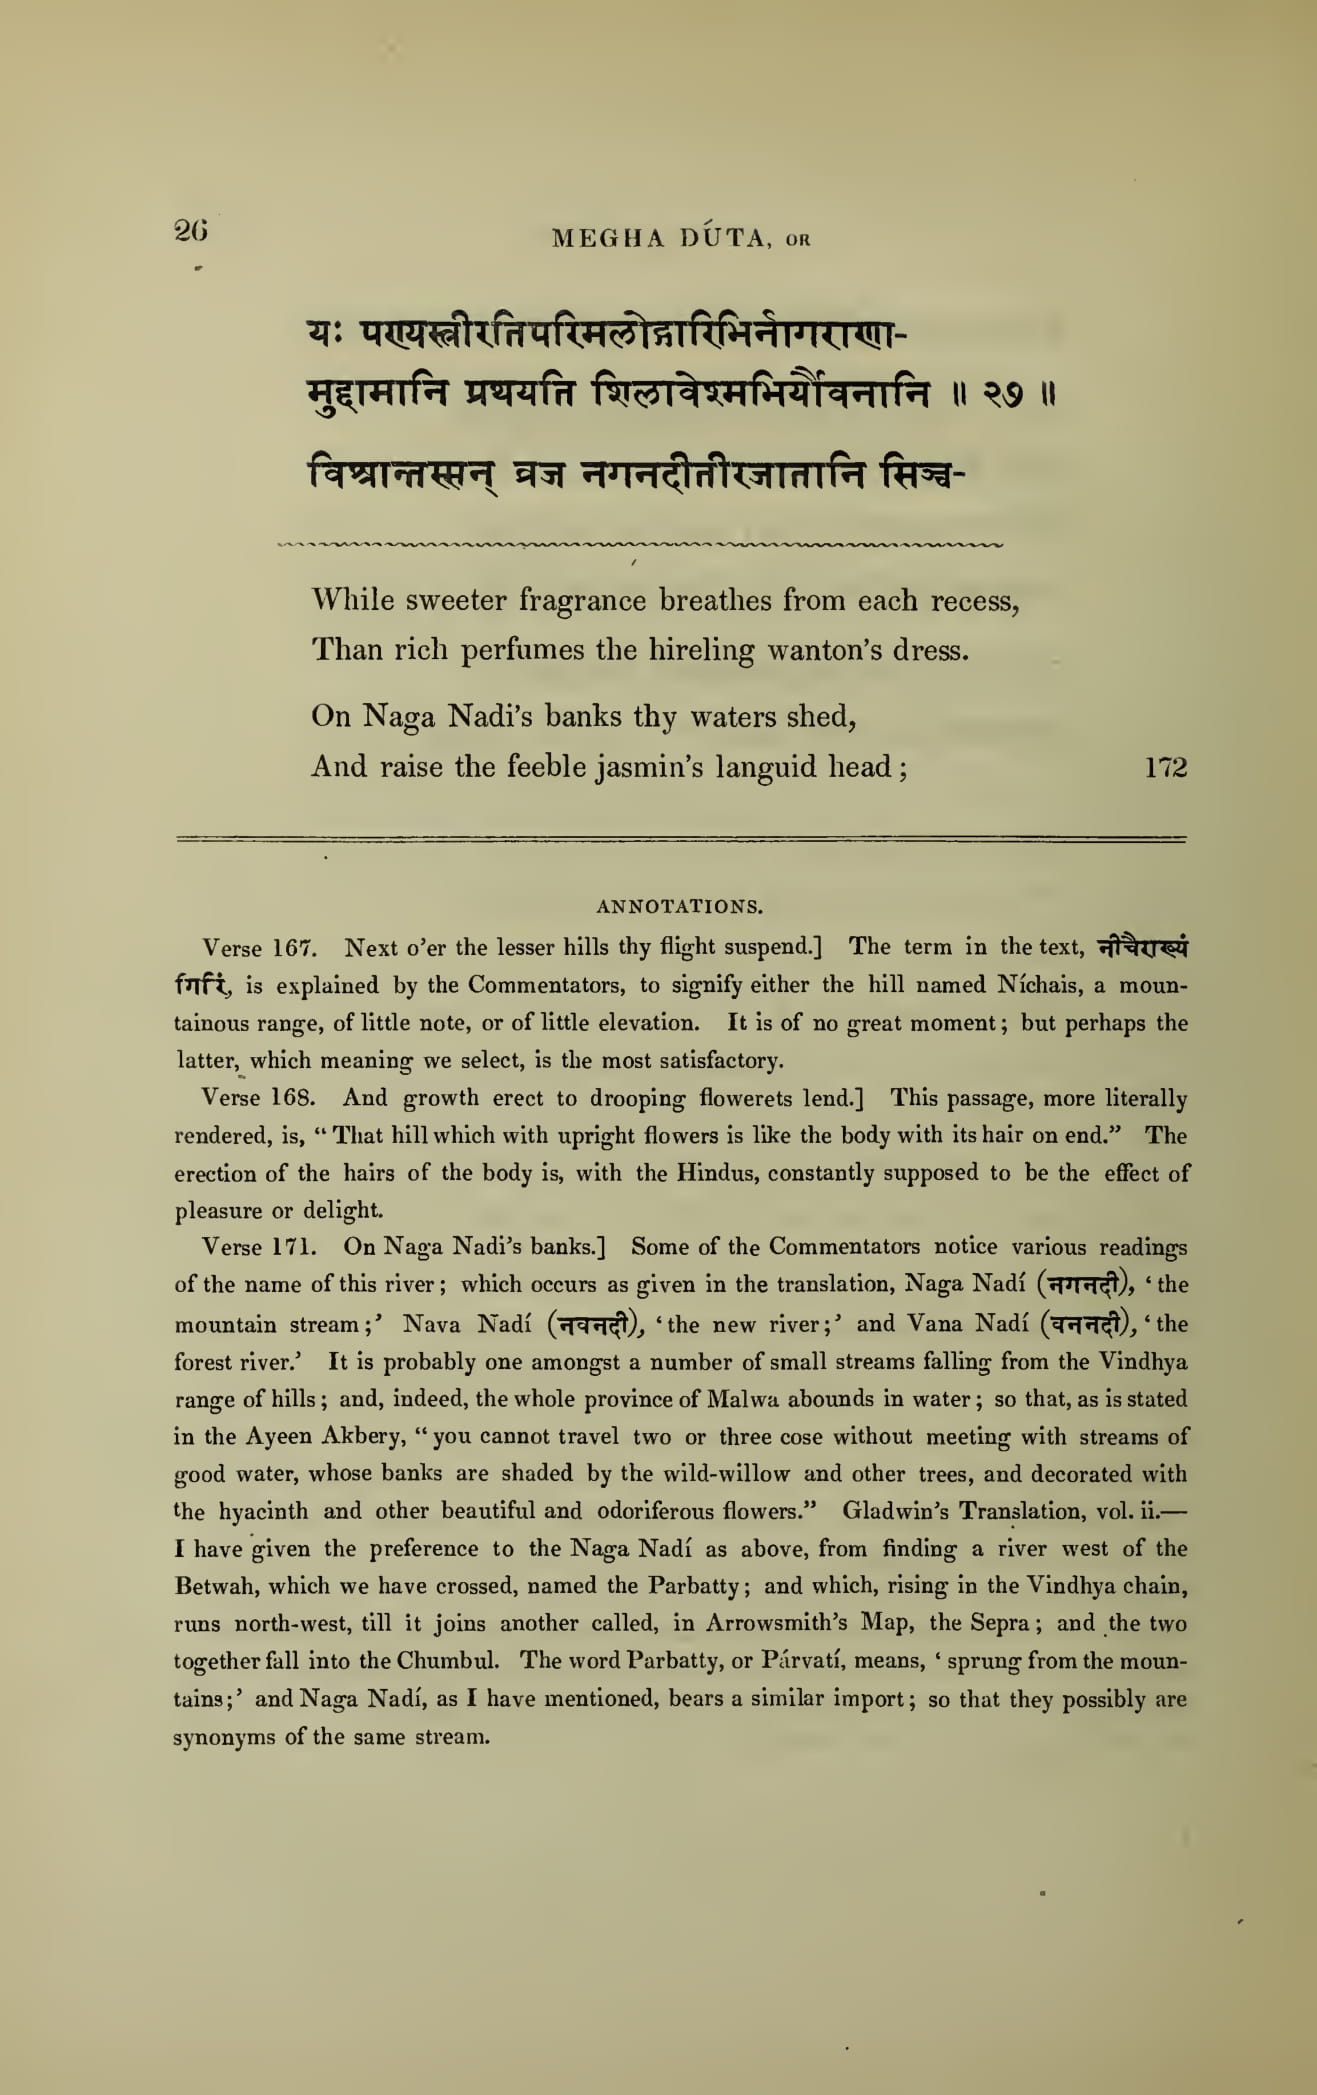 26
MEGHA DÚTA, OR
यः पण्यस्त्रीरतिपरिमलोद्गारिभिर्नागराणा-
मुद्दामानि प्रथयति शिलावेश्मभिर्यौवनानि ॥ २७ ॥
विश्रान्तस्सन् व्रज नगनदीतीरजातानि सिञ्च-
While sweeter fragrance breathes from each recess,
Than rich perfumes the hireling wanton's dress.
On Naga Nadi's banks thy waters shed,
And raise the feeble jasmin's languid head; 172
ANNOTATIONS.
Verse 167. Next o'er the lesser hills thy flight suspend.] The term in the text, नीचैराख्यं
गिरिं, is explained by the Commentators, to signify either the hill named Níchais, a moun-
tainous range, of little note, or of little elevation. It is of no great moment; but perhaps the
latter, which meaning we select, is the most satisfactory.
Verse 168. And growth erect to drooping flowerets lend.] This passage, more literally
rendered, is, "That hill which with upright flowers is like the body with its hair on end." The
erection of the hairs of the body is, with the Hindus, constantly supposed to be the effect of
pleasure or delight.
Verse 171. On Naga Nadi's banks.] Some of the Commentators notice various readings
of the name of this river; which occurs as given in the translation, Naga Nadí (नगनदी), 'the
mountain stream;' Nava Nadí (नवनदी), 'the new river;' and Vana Nadí (वननदी), 'the
forest river.' It is probably one amongst a number of small streams falling from the Vindhya
range of hills; and, indeed, the whole province of Malwa abounds in water; so that, as is stated
in the Ayeen Akbery, "you cannot travel two or three cose without meeting with streams of
good water, whose banks are shaded by the wild-willow and other trees, and decorated with
the hyacinth and other beautiful and odoriferous flowers." Gladwin's Translation, vol. ii.—
I have given the preference to the Naga Nadí as above, from finding a river west of the
Betwah, which we have crossed, named the Parbatty; and which, rising in the Vindhya chain,
runs north-west, till it joins another called, in Arrowsmith's Map, the Sepra; and the two
together fall into the Chumbul. The word Parbatty, or Párvatí, means, 'sprung from the moun-
tains;' and Naga Nadí, as I have mentioned, bears a similar import; so that they possibly are
synonyms of the same stream.